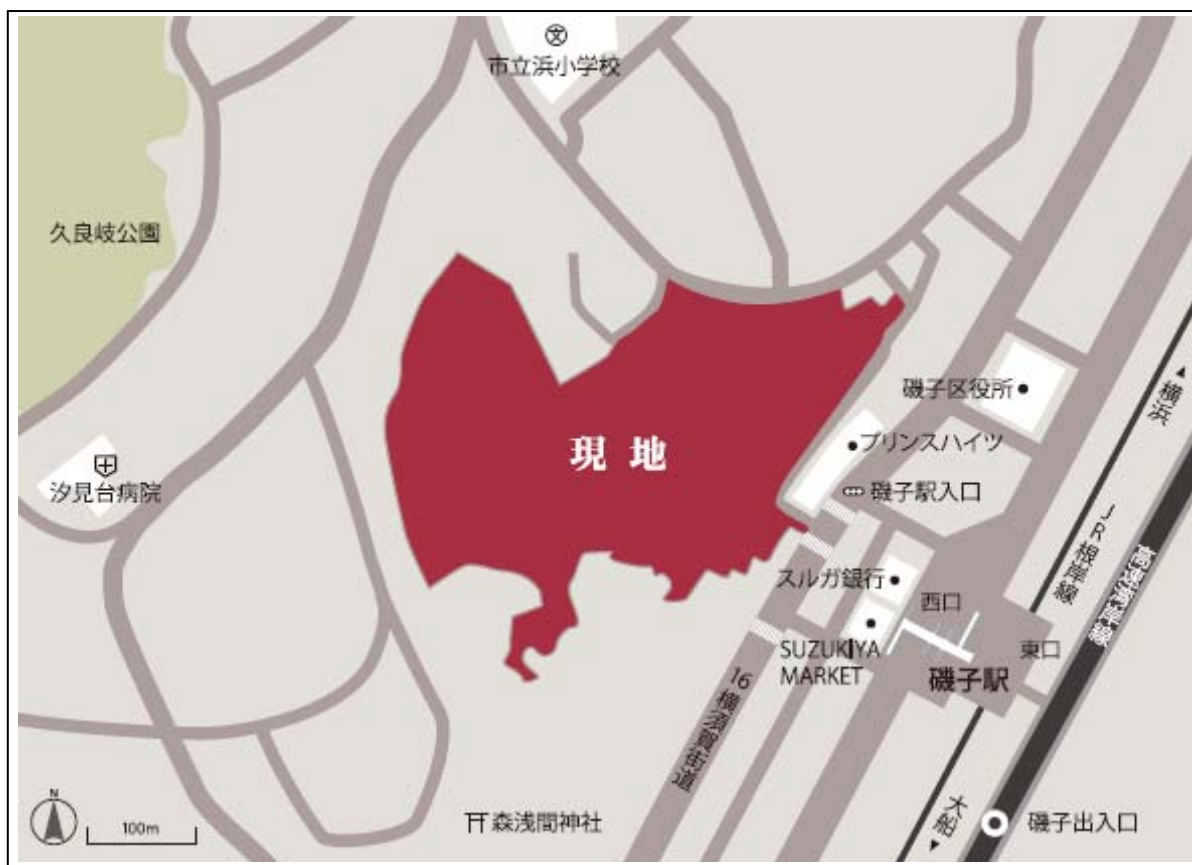 文
市立浜小学校
久良岐公園
磯子区役所
▲横浜
プリンスハイツ
現地
汐見台病院
磯子駅入口
JR根岸線
高速湾岸線
スルガ銀行
西口
SUZUKIYA
MARKET
東口
磯子駅
16 横須賀街道
N
100m
森浅間神社
大船▼
磯子出入口